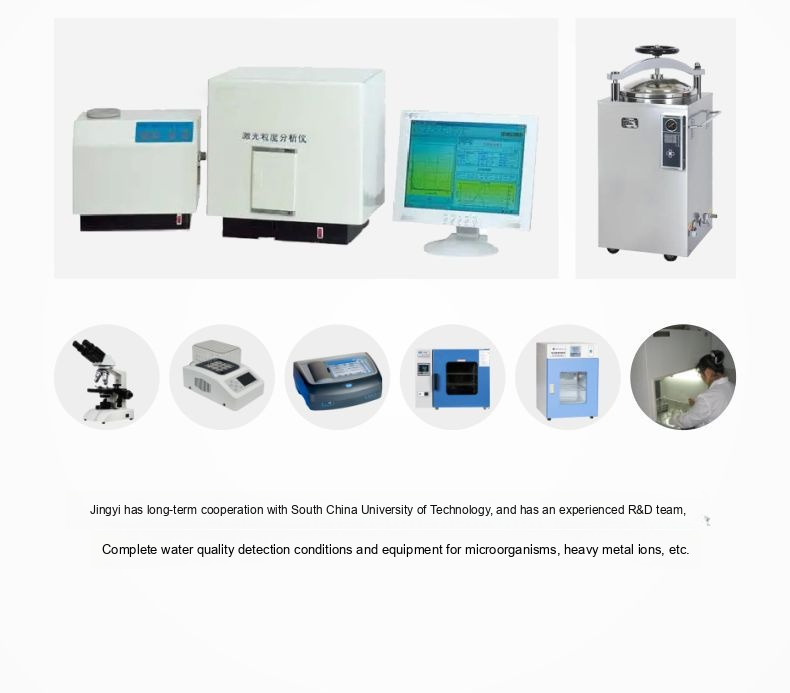 激光粒度分析仪
Jingyi has long-term cooperation with South China University of Technology, and has an experienced R&D team,
Complete water quality detection conditions and equipment for microorganisms, heavy metal ions, etc.